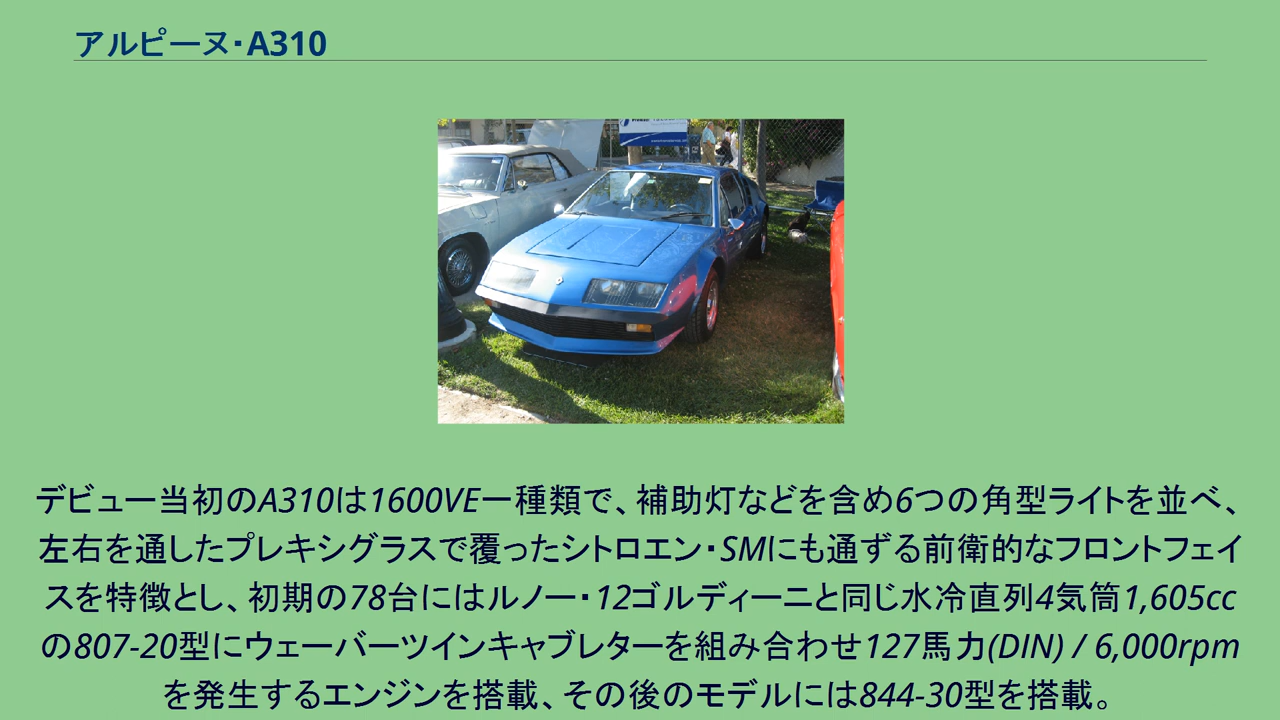 アルピーヌ・A310
デビュー当初のA310は1600VE一種類で、補助灯などを含め6つの角型ライトを並べ、
左右を通したプレキシグラスで覆ったシトロエン・SMにも通ずる前衛的なフロントフェイ
スを特徴とし、初期の78台にはルノー・12ゴルディーニと同じ水冷直列4気筒1,605cc
の807-20型にウェーバーツインキャブレターを組み合わせ127馬力(DIN) / 6,000rpm
を発生するエンジンを搭載、その後のモデルには844-30型を搭載。